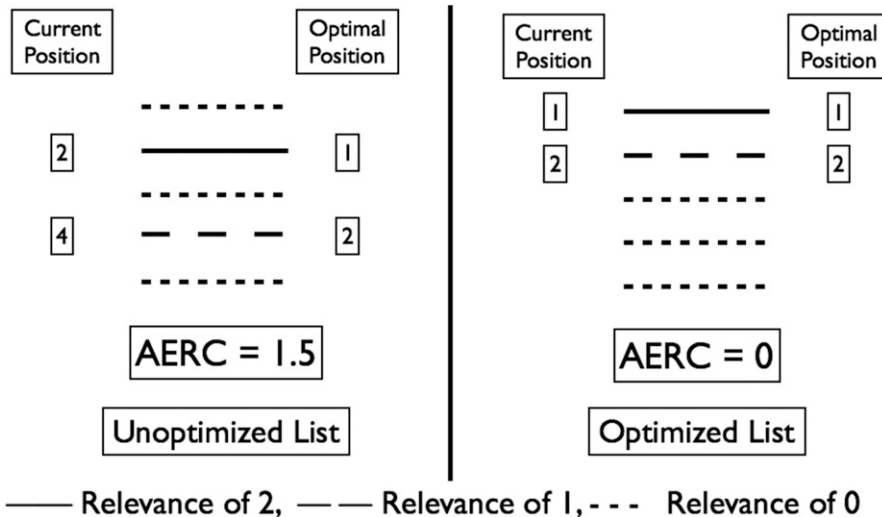 Current
Position
Optimal
Position
2
1
4
2
AERC = 1.5
Unoptimized List
Current
Position
Optimal
Position
1
1
2
2
AERC = 0
Optimized List
Relevance of 2, Relevance of 1, Relevance of 0